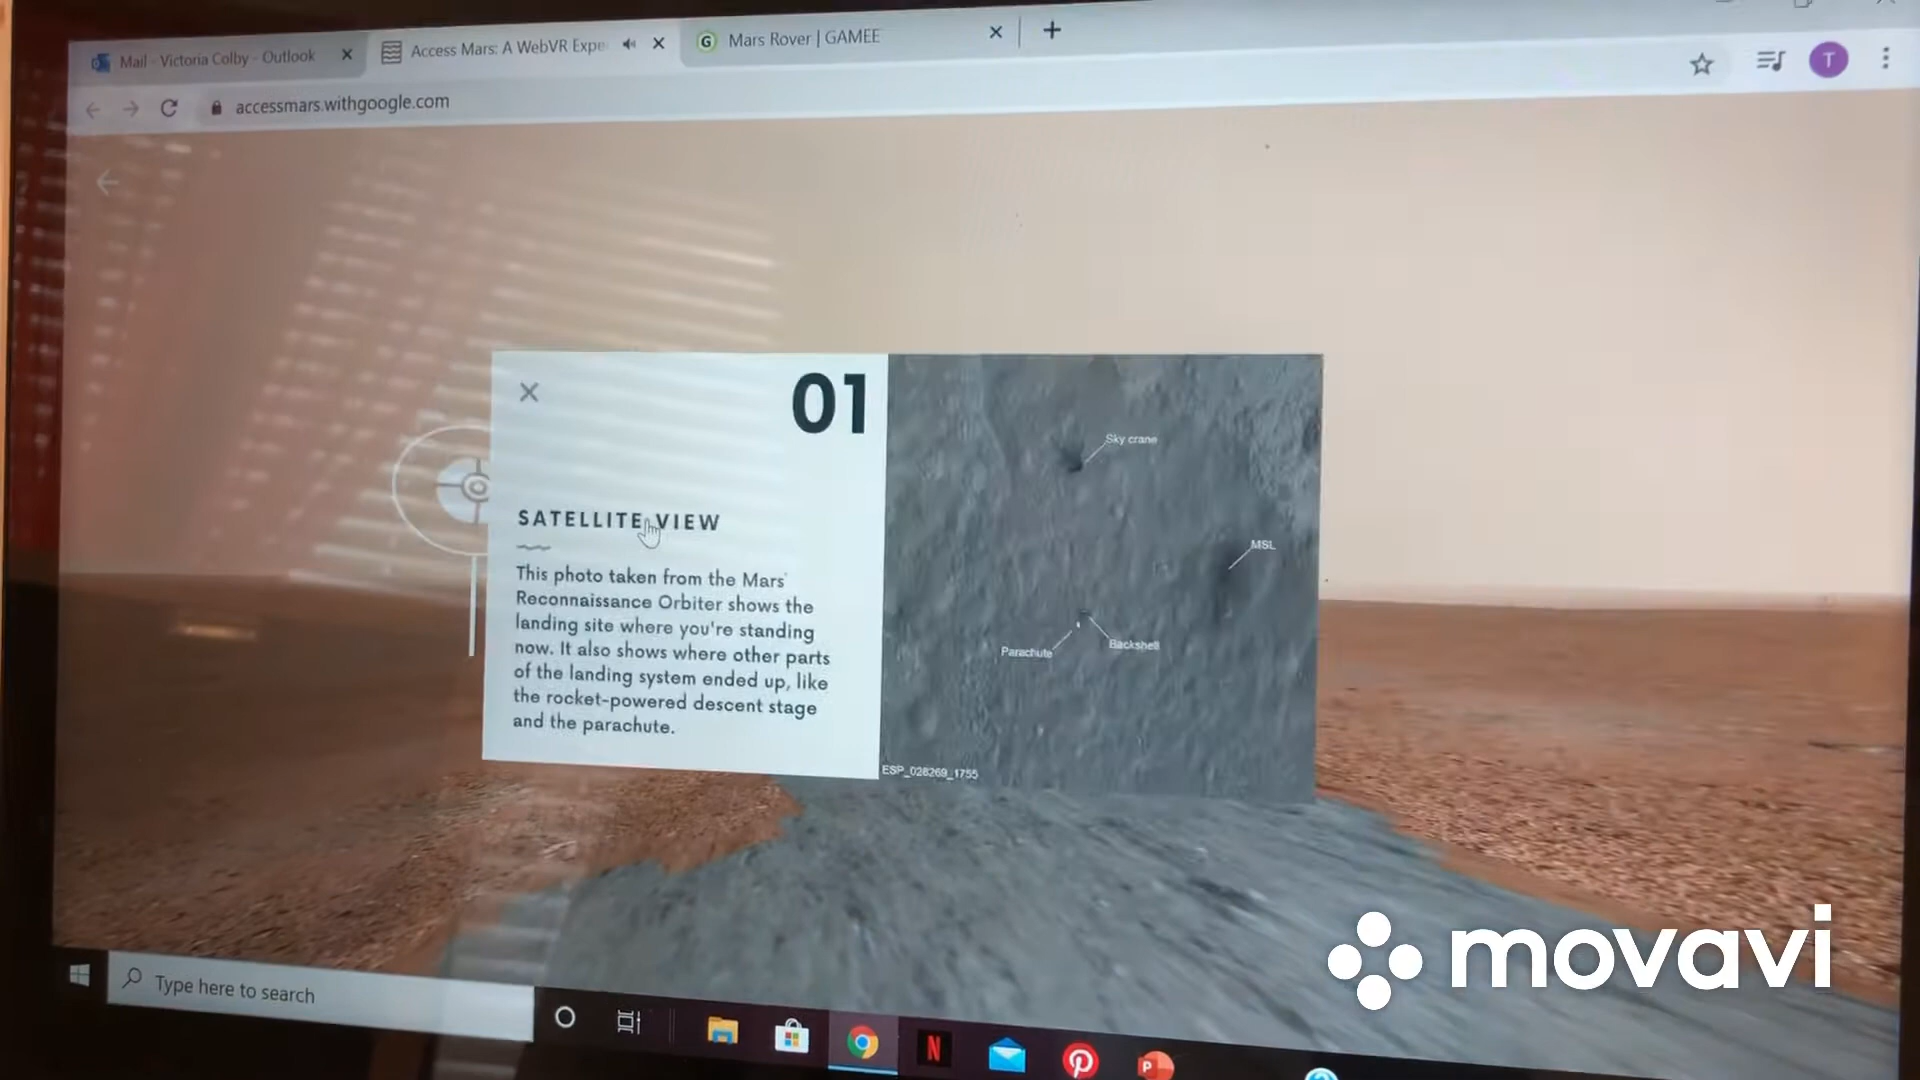 Mail - Victoria Colby - Outlook
Access Mars: A WebVR Expe
Mars Rover | GAMEE
T
accessmars.withgoogle.com
01
SATELLITE VIEW
This photo taken from the Mars
Reconnaissance Orbiter shows the
landing site where you're standing
now. It also shows where other parts
of the landing system ended up, like
the rocket-powered descent stage
and the parachute.
Sky crane
MSL
Parachute
Backshell
ESP_028269_1755
movavi
Type here to search